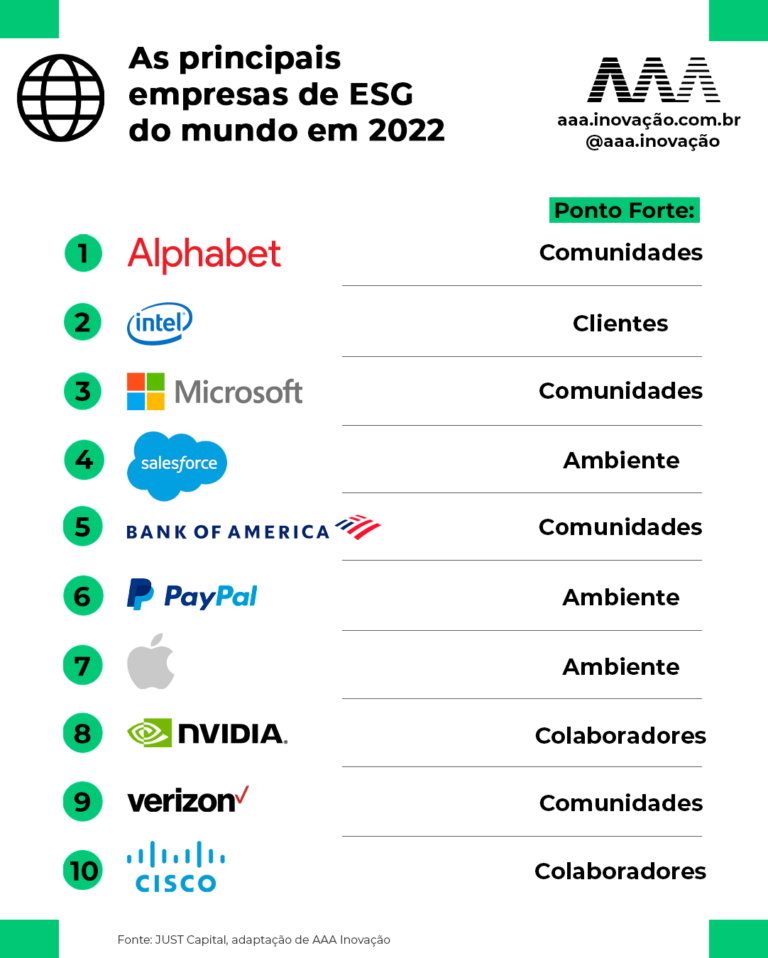 As principais
empresas de ESG
do mundo em 2022
AAA
aaa.inovação.com.br
@aaa.inovação
Ponto Forte:
1 Alphabet Comunidades
2 intel Clientes
3 Microsoft Comunidades
4 salesforce Ambiente
5 BANK OF AMERICA Comunidades
6 PayPal Ambiente
7 Ambiente
8 NVIDIA. Colaboradores
9 verizon✓ Comunidades
10 CISCO Colaboradores
Fonte: JUST Capital, adaptação de AAA Inovação